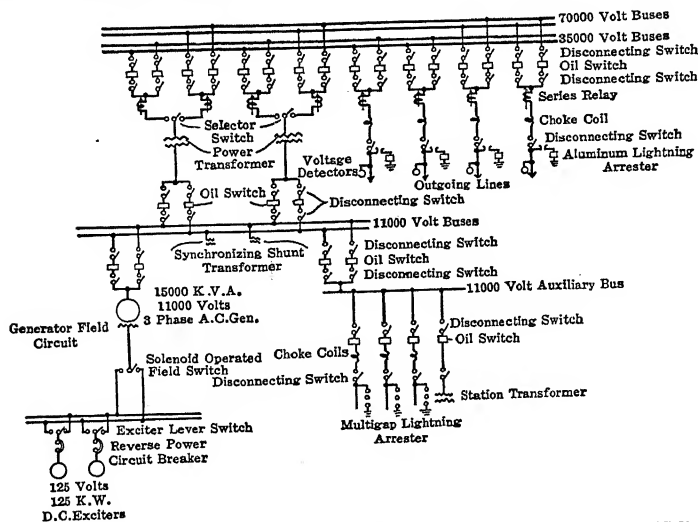 70000 Volt Buses
35000 Volt Buses
Disconnecting Switch
Oil Switch
Disconnecting Switch
Series Relay
Selector
Switch
Power
Transformer
Choke Coil
Disconnecting Switch
Aluminum Lightning
Arrester
Voltage
Detectors
Outgoing Lines
Oil Switch
Disconnecting Switch
11000 Volt Buses
Synchronizing Shunt
Transformer
Disconnecting Switch
Oil Switch
Disconnecting Switch
15000 K.V.A.
11000 Volts
3 Phase A.C.Gen.
Generator Field
Circuit
11000 Volt Auxiliary Bus
Solenoid Operated
Field Switch
Choke Coils
Disconnecting Switch
Disconnecting Switch
Oil Switch
Station Transformer
Multigap Lightning
Arrester
Exciter Lever Switch
Reverse Power
Circuit Breaker
125 Volts
125 K.W.
D.C.Exciters